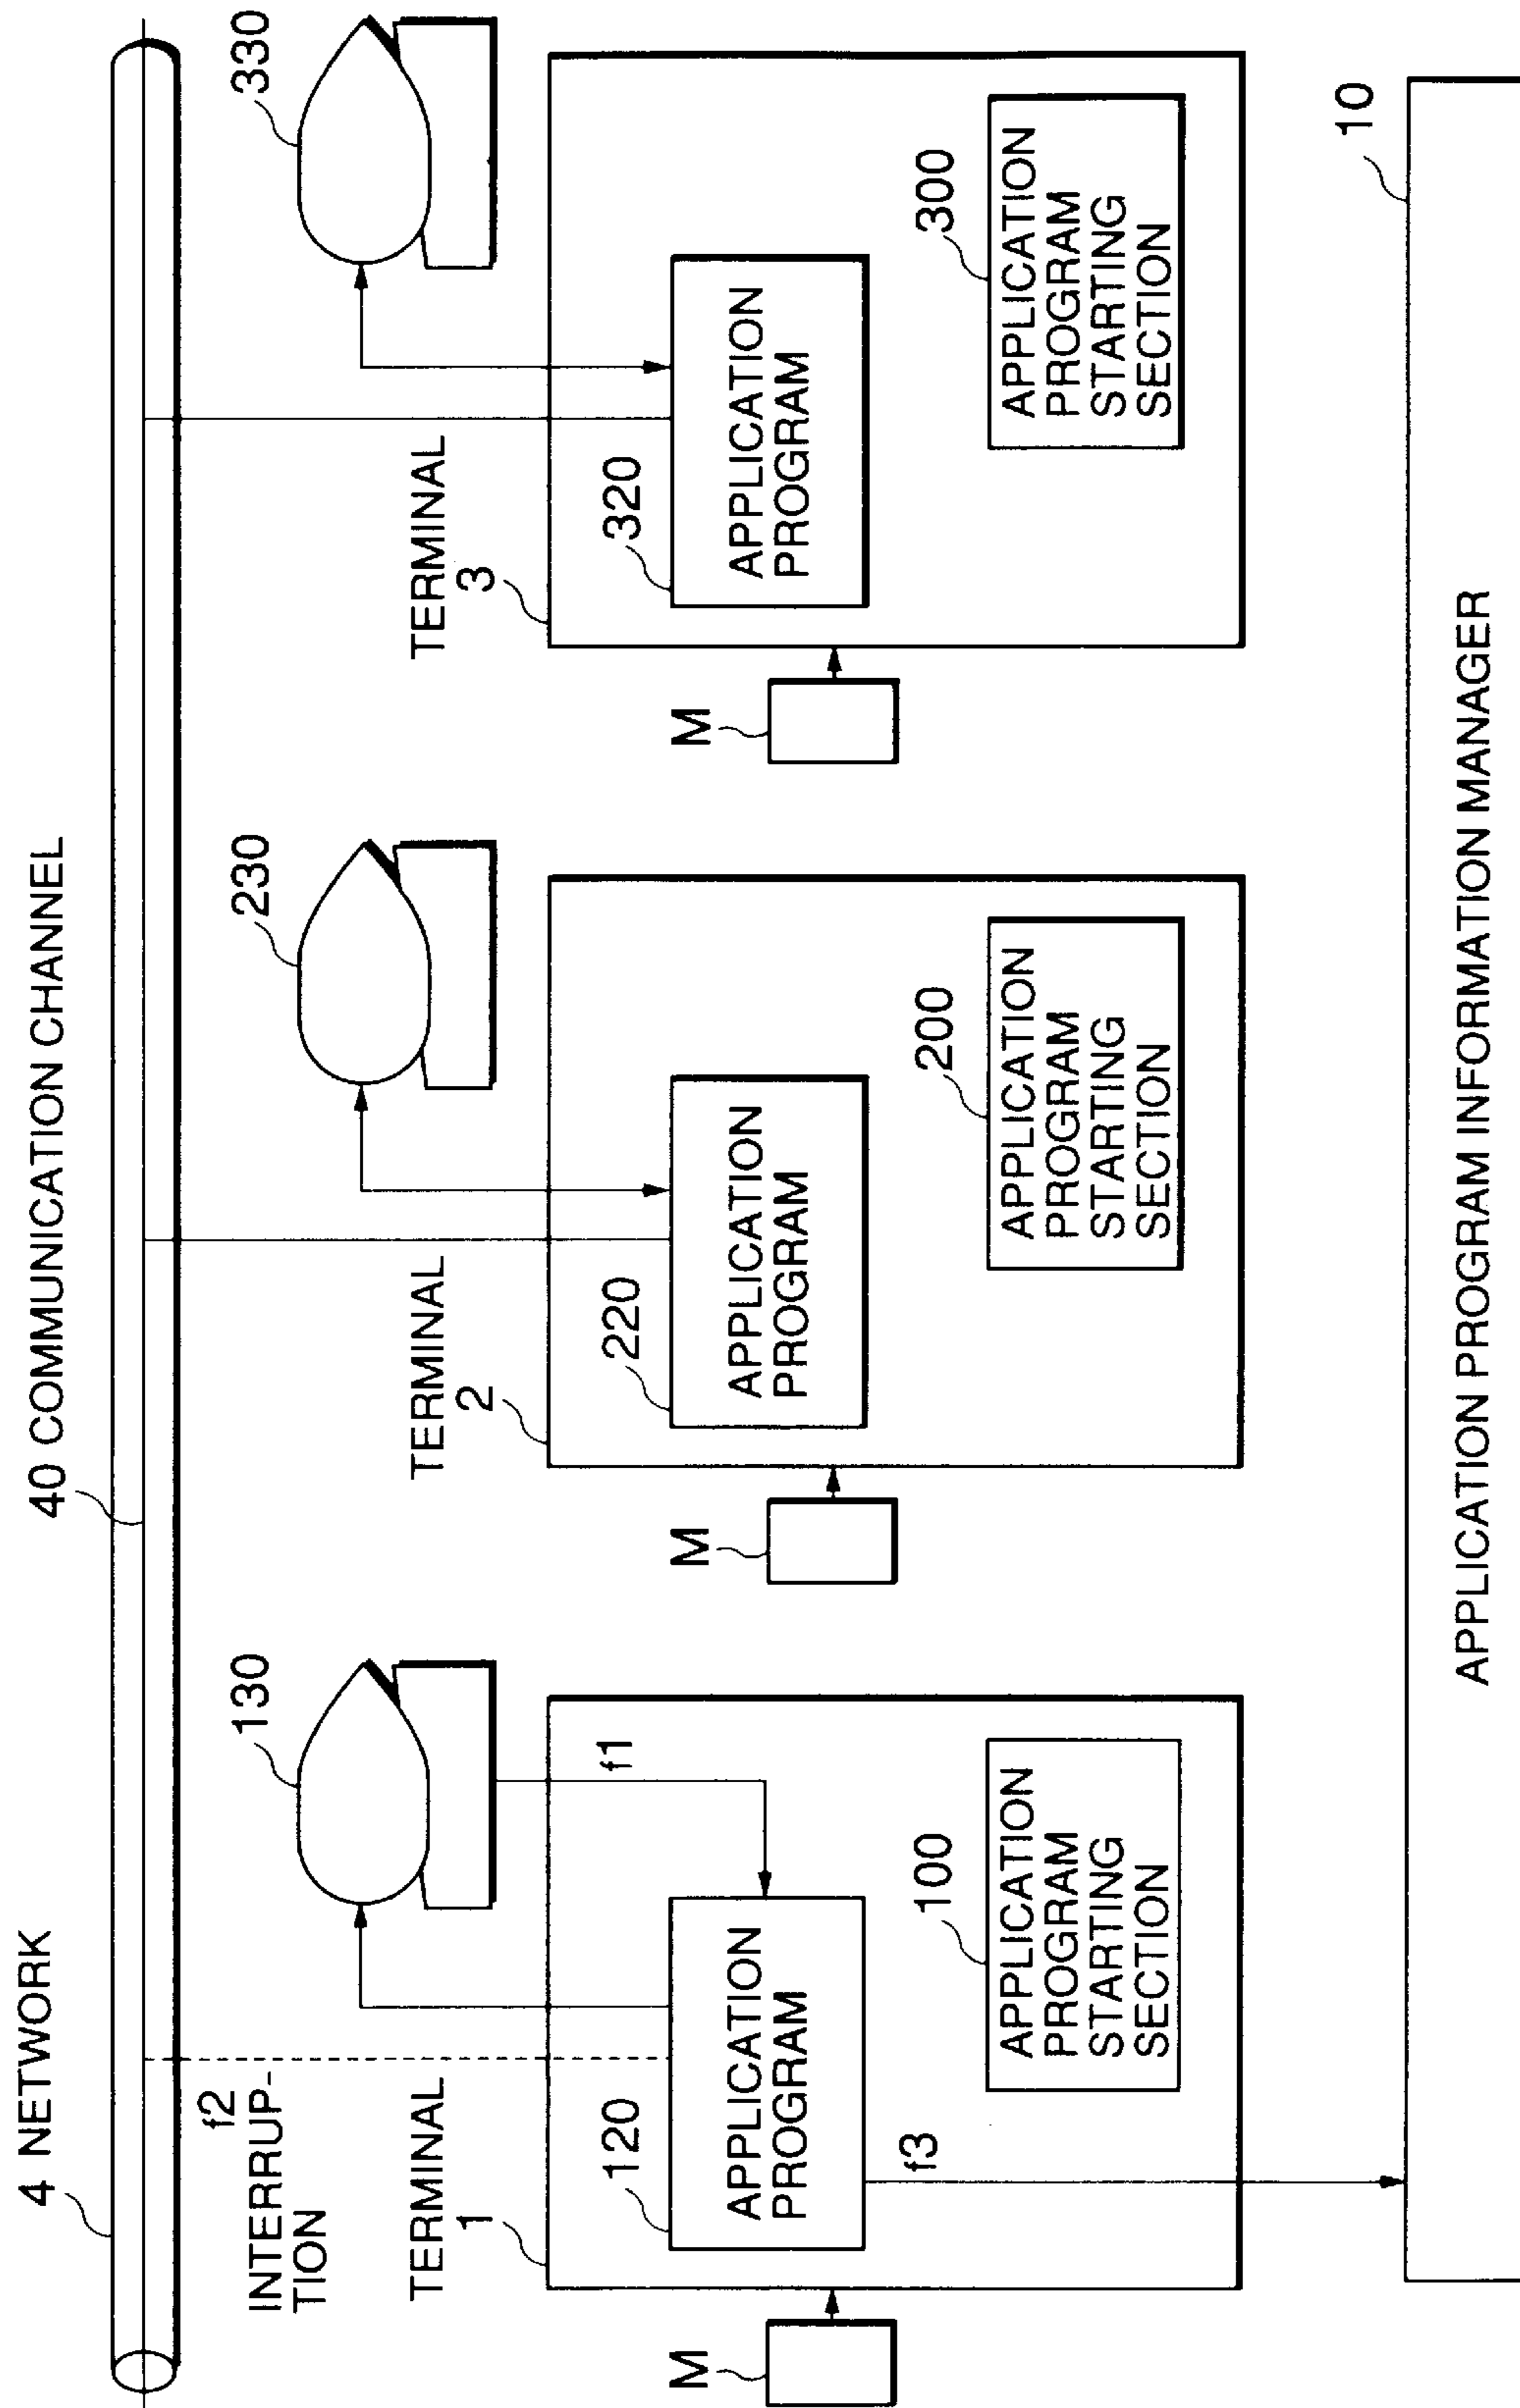 4 NETWORK
40 COMMUNICATION CHANNEL
f2
INTERRUP-
TION
130
230
330
TERMINAL
1
f1
120
APPLICATION
PROGRAM
f3
100
APPLICATION
PROGRAM
STARTING
SECTION
M
TERMINAL
2
220
APPLICATION
PROGRAM
200
APPLICATION
PROGRAM
STARTING
SECTION
M
TERMINAL
3
320
APPLICATION
PROGRAM
300
APPLICATION
PROGRAM
STARTING
SECTION
M
10
APPLICATION PROGRAM INFORMATION MANAGER